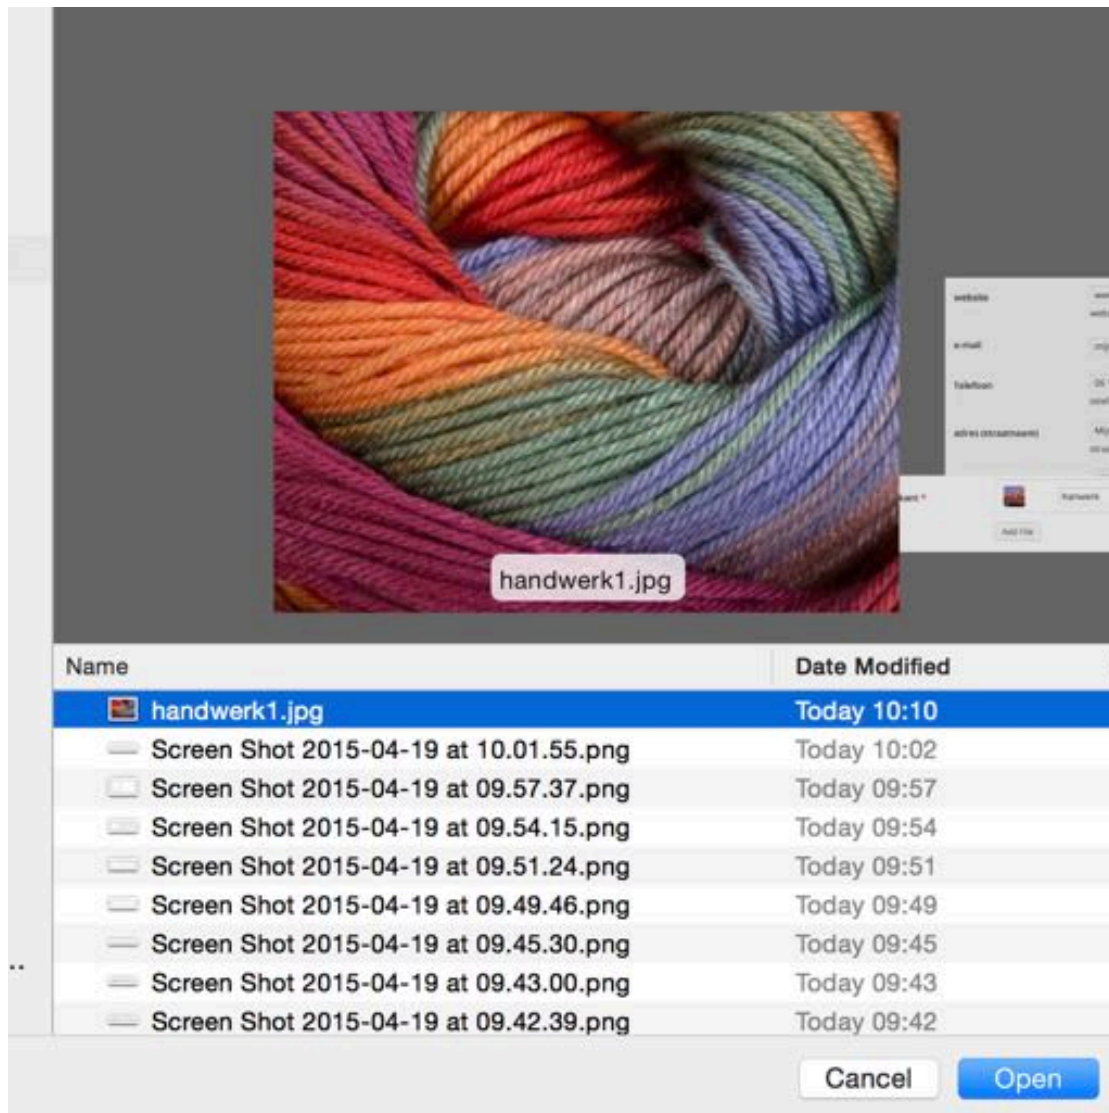 website
e-mail
Telefoon
adres (straatnaam)
Add File
handwerk1.jpg
Name Date Modified
handwerk1.jpg Today 10:10
Screen Shot 2015-04-19 at 10.01.55.png Today 10:02
Screen Shot 2015-04-19 at 09.57.37.png Today 09:57
Screen Shot 2015-04-19 at 09.54.15.png Today 09:54
Screen Shot 2015-04-19 at 09.51.24.png Today 09:51
Screen Shot 2015-04-19 at 09.49.46.png Today 09:49
Screen Shot 2015-04-19 at 09.45.30.png Today 09:45
..
Screen Shot 2015-04-19 at 09.43.00.png Today 09:43
Screen Shot 2015-04-19 at 09.42.39.png Today 09:42
Cancel Open